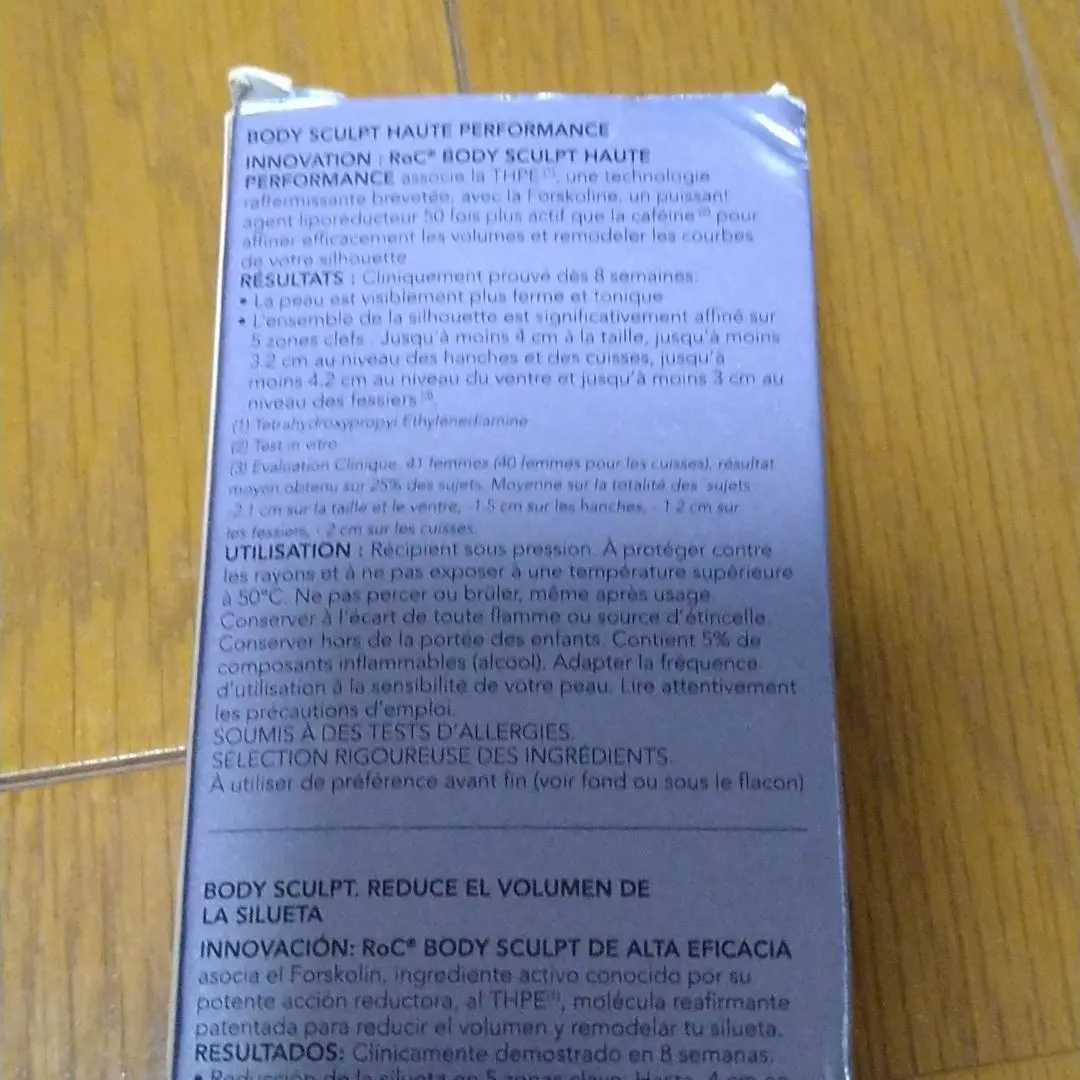 BODY SCULPT HAUTE PERFORMANCE
INNOVATION : RoC® BODY SCULPT HAUTE
PERFORMANCE associe la THPE (1), une technologie
raffermissante brevetée, avec la Forskoline, un puissant
agent liporéducteur 50 fois plus actif que la caféine (2) pour
affiner efficacement les volumes et remodeler les courbes
de votre silhouette
RÉSULTATS : Cliniquement prouvé dès 8 semaines:
• La peau est visiblement plus ferme et tonique
• L'ensemble de la silhouette est significativement affiné sur
5 zones clefs. Jusqu'à moins 4 cm à la taille, jusqu'à moins
3.2 cm au niveau des hanches et des cuisses, jusqu'à
moins 4.2 cm au niveau du ventre et jusqu'à moins 3 cm au
niveau des fessiers (3).
(1) Tetrahydroxypropyl Ethylenediamine
(2) Test in vitro
(3) Evaluation Clinique, 41 femmes (40 femmes pour les cuisses), résultat
moyen obtenu sur 25% des sujets. Moyenne sur la totalité des sujets
-2.1 cm sur la taille et le ventre, -1.5 cm sur les hanches, - 1.2 cm sur
les fessiers, - 2 cm sur les cuisses.
UTILISATION : Récipient sous pression. À protéger contre
les rayons et à ne pas exposer à une température supérieure
à 50°C. Ne pas percer ou brûler, même après usage.
Conserver à l'écart de toute flamme ou source d'étincelle.
Conserver hors de la portée des enfants. Contient 5% de
composants inflammables (alcool). Adapter la fréquence
d'utilisation à la sensibilité de votre peau. Lire attentivement
les précautions d'emploi.
SOUMIS À DES TESTS D'ALLERGIES.
SÉLECTION RIGOUREUSE DES INGRÉDIENTS.
À utiliser de préférence avant fin (voir fond ou sous le flacon)
BODY SCULPT. REDUCE EL VOLUMEN DE
LA SILUETA
INNOVACIÓN: RoC® BODY SCULPT DE ALTA EFICACIA
asocia el Forskolin, ingrediente activo conocido por su
potente acción reductora, al THPE(1), molécula reafirmante
patentada para reducir el volumen y remodelar tu silueta.
RESULTADOS: Clínicamente demostrado en 8 semanas.
• Reducción de la silueta en 5 zonas clave: Hasta -4 cm en